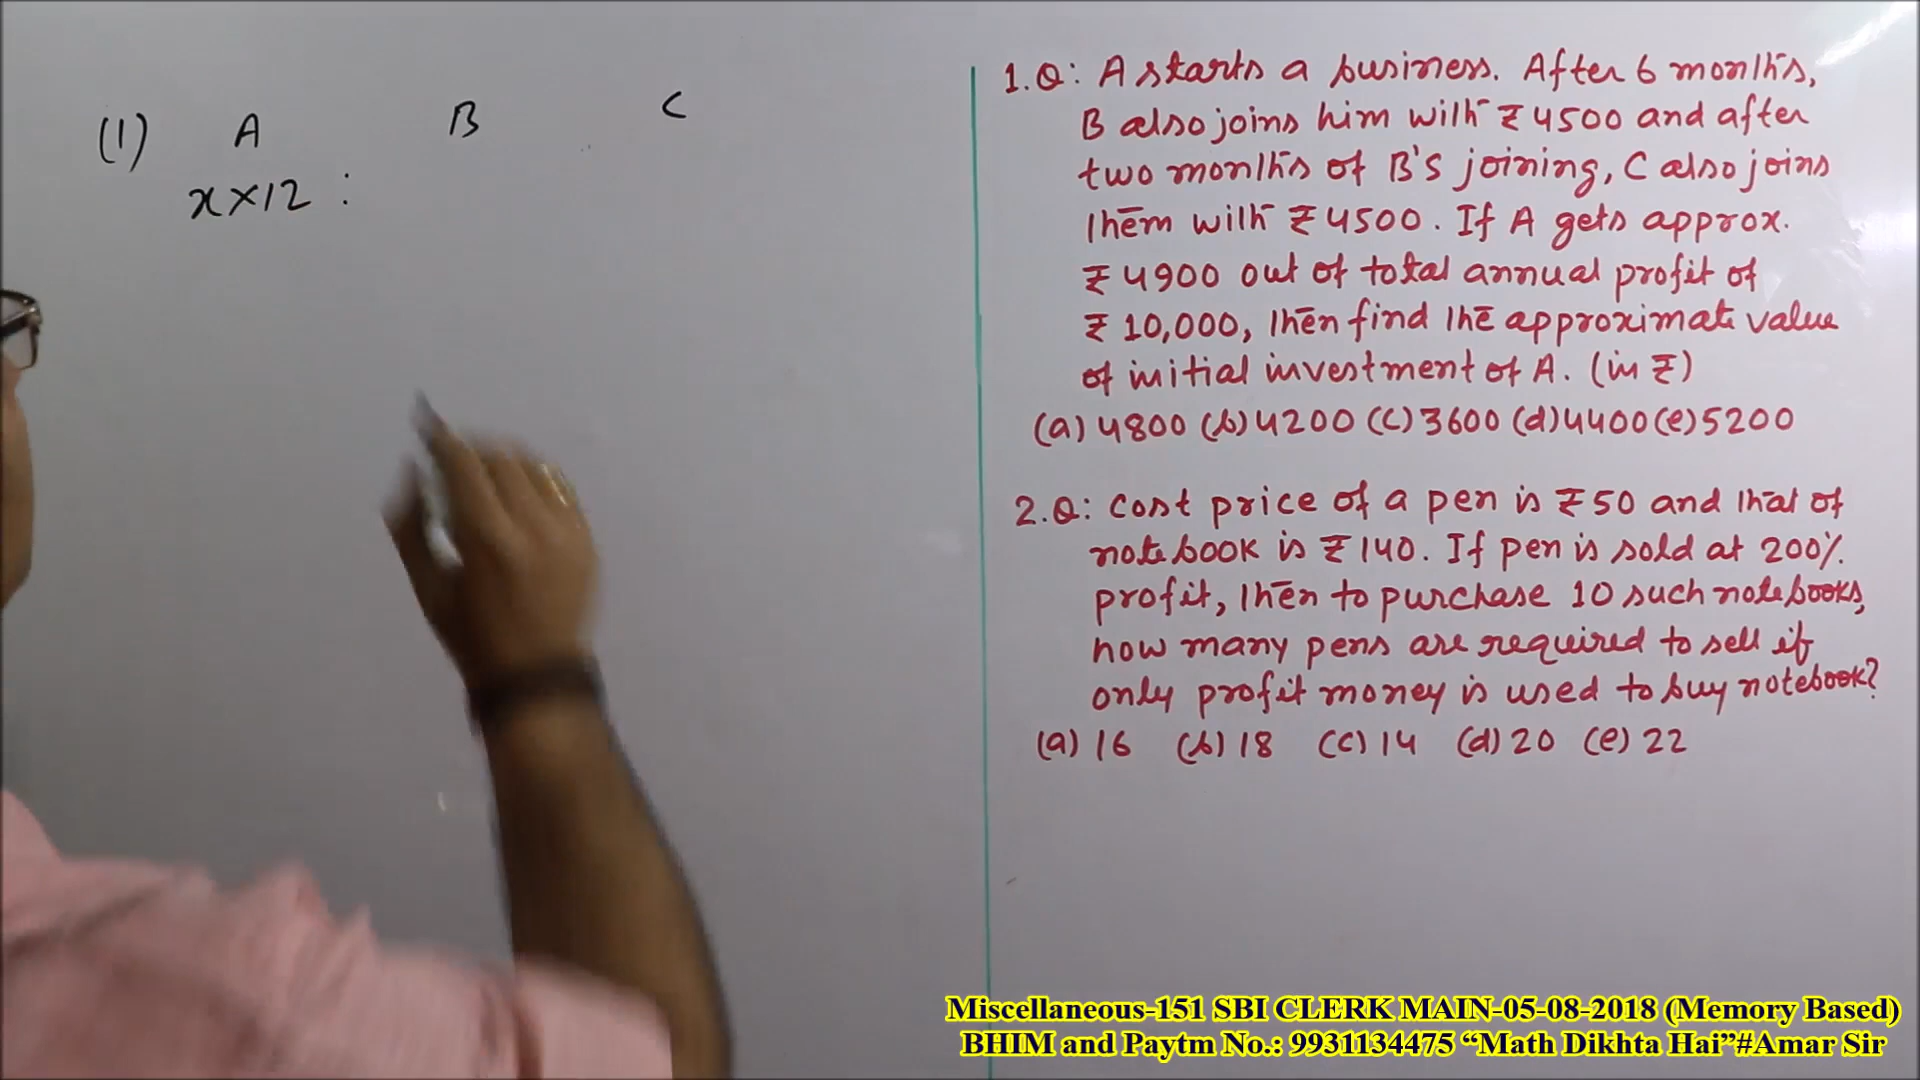 (1) A B C
x×12 :
1.Q: A starts a business. After 6 months,
B also joins him with ₹4500 and after
two months of B'S joining, C also joins
them with ₹4500. If A gets approx.
₹4900 out of total annual profit of
₹10,000, then find the approximate value
of initial investment of A. (in ₹)
(a) 4800 (b) 4200 (C) 3600 (d) 4400 (e) 5200
2.Q: Cost price of a pen is ₹50 and that of
notebook is ₹140. If pen is sold at 200%
profit, then to purchase 10 such notebooks,
how many pens are required to sell if
only profit money is used to buy notebook?
(a) 16 (b) 18 (C) 14 (d) 20 (e) 22
Miscellaneous-151 SBI CLERK MAIN-05-08-2018 (Memory Based)
BHIM and Paytm No.: 9931134475 “Math Dikhta Hai”#Amar Sir